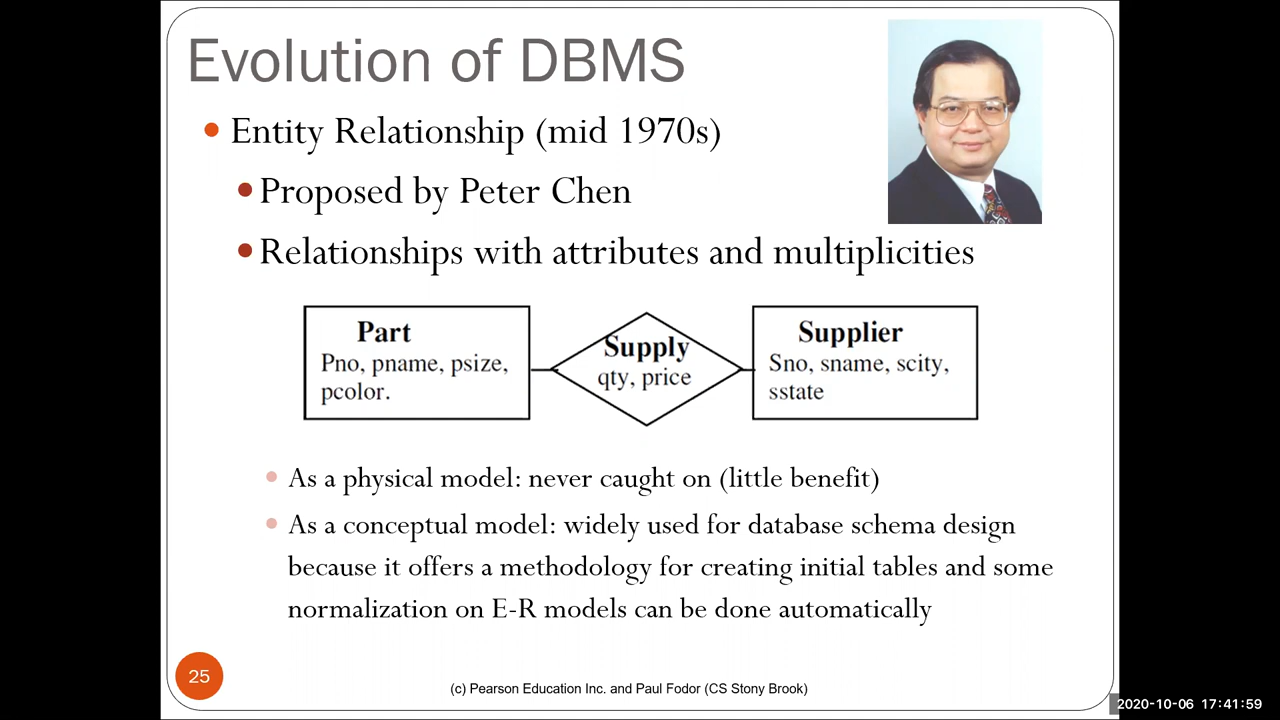 Evolution of DBMS
Entity Relationship (mid 1970s)
Proposed by Peter Chen
Relationships with attributes and multiplicities
Part
Pno, pname, psize,
pcolor.
Supply
qty, price
Supplier
Sno, sname, scity,
sstate
As a physical model: never caught on (little benefit)
As a conceptual model: widely used for database schema design
because it offers a methodology for creating initial tables and some
normalization on E-R models can be done automatically
25
(c) Pearson Education Inc. and Paul Fodor (CS Stony Brook)
2020-10-06 17:41:59